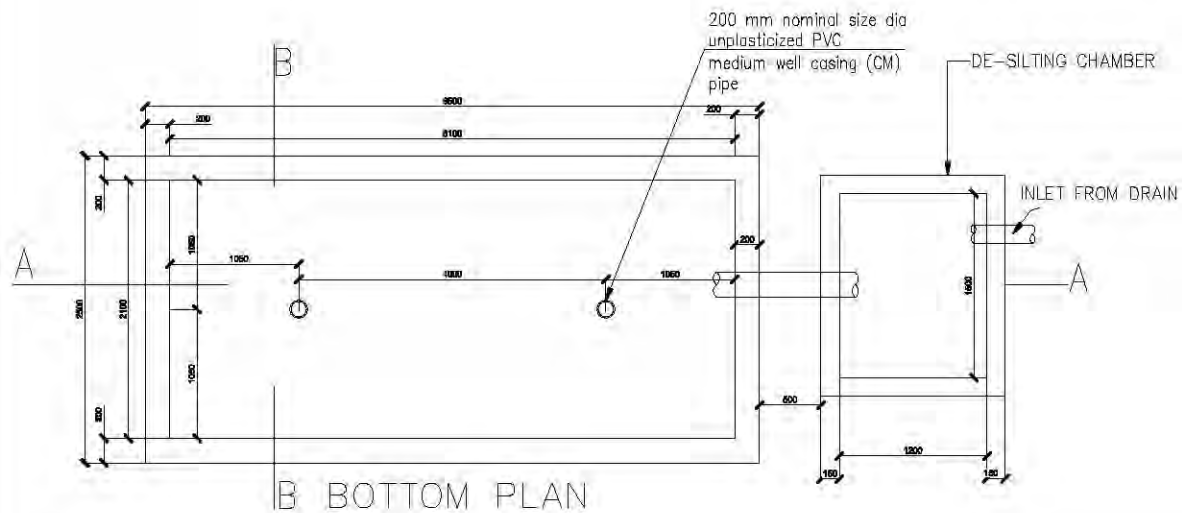 200 mm nominal size dia
unplasticized PVC
medium well casing (CM)
pipe
DE-SILTING CHAMBER
B
6500
200
200
6100
INLET FROM DRAIN
200
1050
200
A
1050
4000
1050
A
2500
2100
1500
1050
200
500
1200
150
150
B BOTTOM PLAN